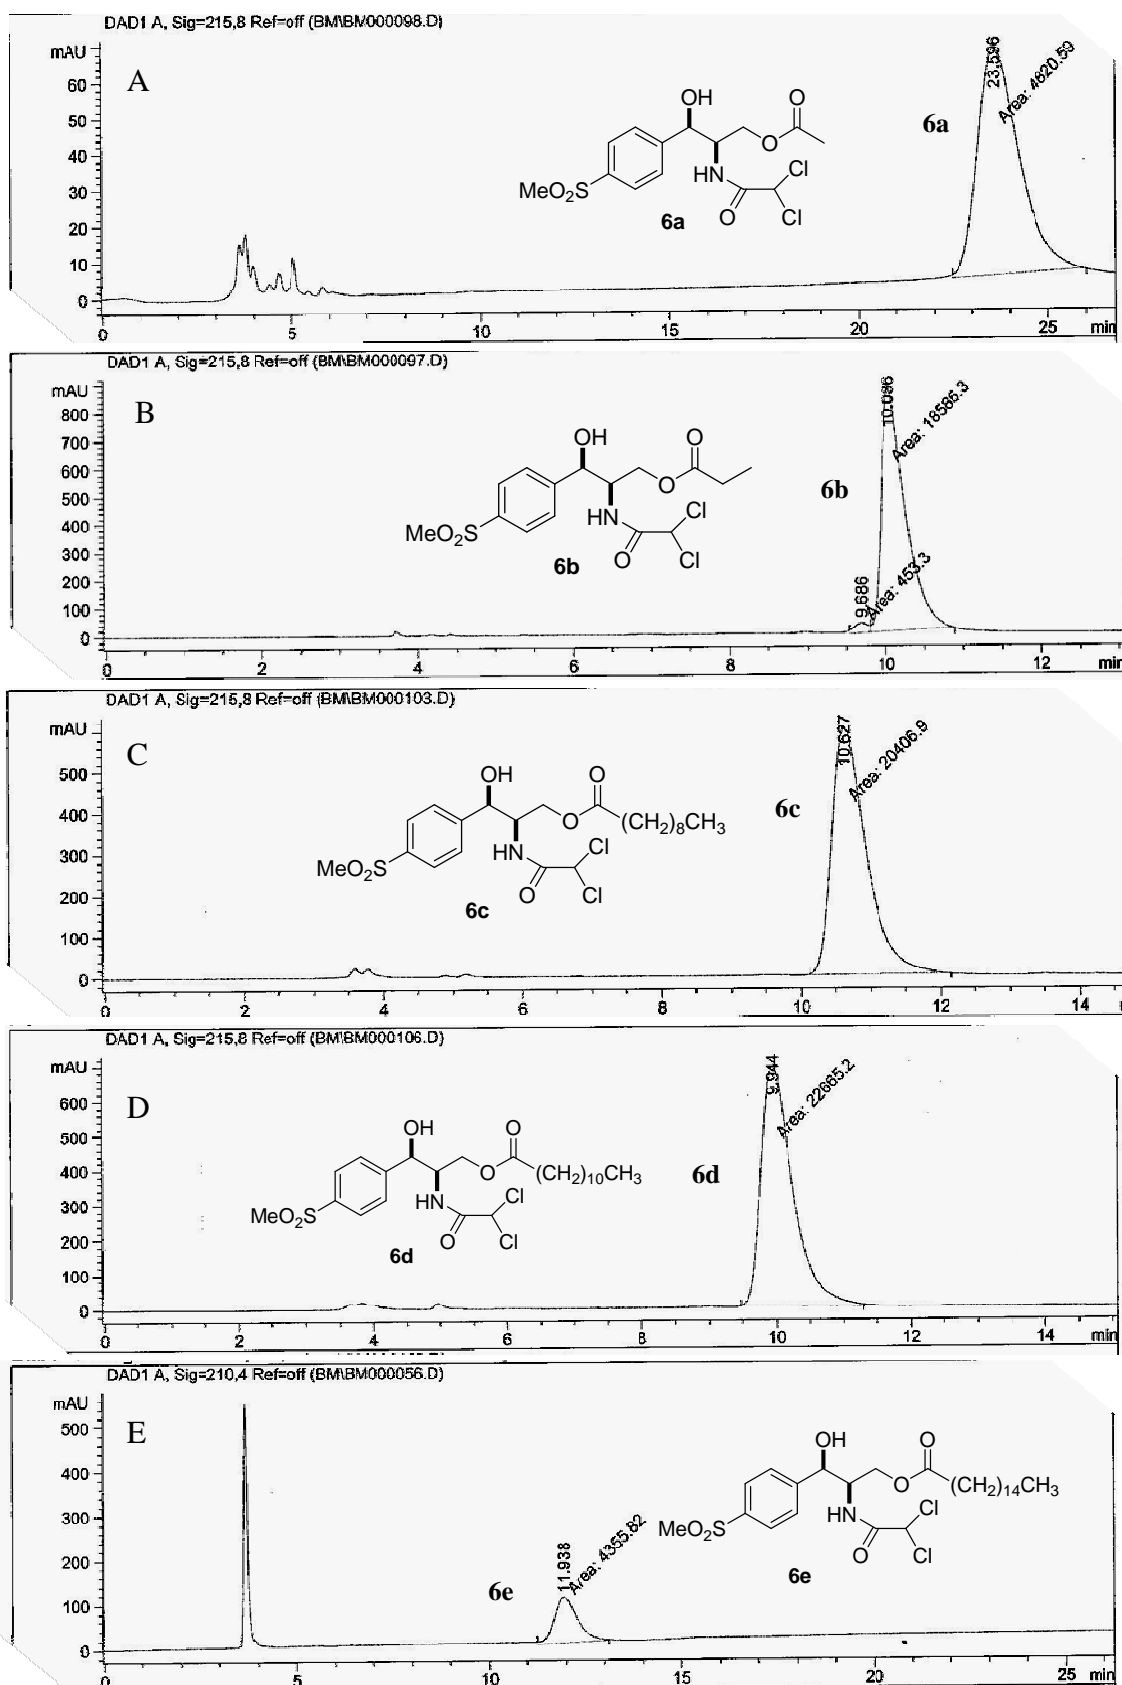 DAD1 A, Sig=215,8 Ref=off (BM\BM000098.D)
mAU
A
60
50
40
30
20
10
0
OH
O
O
HN
Cl
MeO2S
O
Cl
6a
6a
23.596
Area: 4620.59
0 5 10 15 20 25 min
DAD1 A, Sig=215,8 Ref=off (BM\BM000097.D)
mAU
B
800
700
600
500
400
300
200
100
0
OH
O
O
HN
Cl
MeO2S
O
Cl
6b
6b
9.686
Area: 453.3
10.036
Area: 18586.3
0 2 4 6 8 10 12 min
DAD1 A, Sig=215,8 Ref=off (BM\BM000103.D)
mAU
C
500
400
300
200
100
0
OH
O
O
(CH2)8CH3
HN
Cl
MeO2S
O
Cl
6c
6c
10.627
Area: 20406.9
0 2 4 6 8 10 12 14
DAD1 A, Sig=215,8 Ref=off (BM\BM000106.D)
mAU
D
600
500
400
300
200
100
0
OH
O
O
(CH2)10CH3
HN
Cl
MeO2S
O
Cl
6d
6d
9.944
Area: 22665.2
0 2 4 6 8 10 12 14 min
DAD1 A, Sig=210,4 Ref=off (BM\BM000056.D)
mAU
E
500
400
300
200
100
0
OH
O
O
(CH2)14CH3
HN
Cl
MeO2S
O
Cl
6e
6e
11.938
Area: 4355.82
0 5 10 15 20 25 min